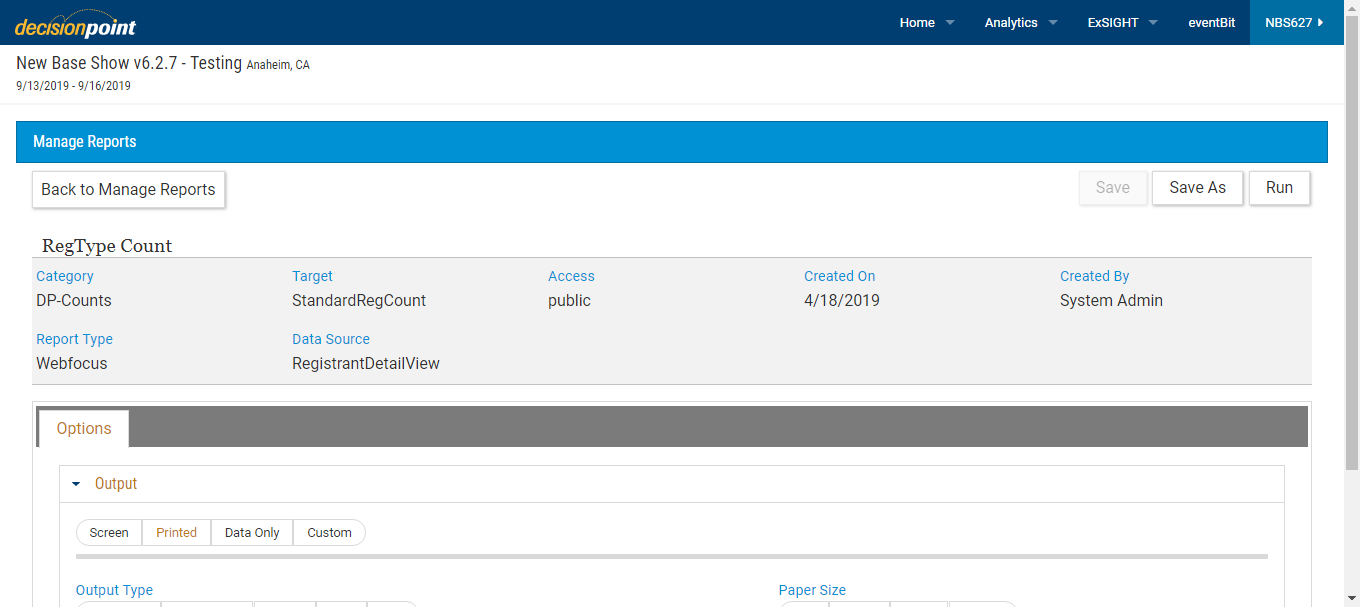 decisionpoint
Home Analytics ExSIGHT eventBit NBS627
New Base Show v6.2.7 - Testing Anaheim, CA
9/13/2019 - 9/16/2019
Manage Reports
Back to Manage Reports Save Save As Run
RegType Count
Category Target Access Created On Created By
DP-Counts StandardRegCount public 4/18/2019 System Admin
Report Type Data Source
Webfocus RegistrantDetailView
Options
Output
Screen Printed Data Only Custom
Output Type Paper Size